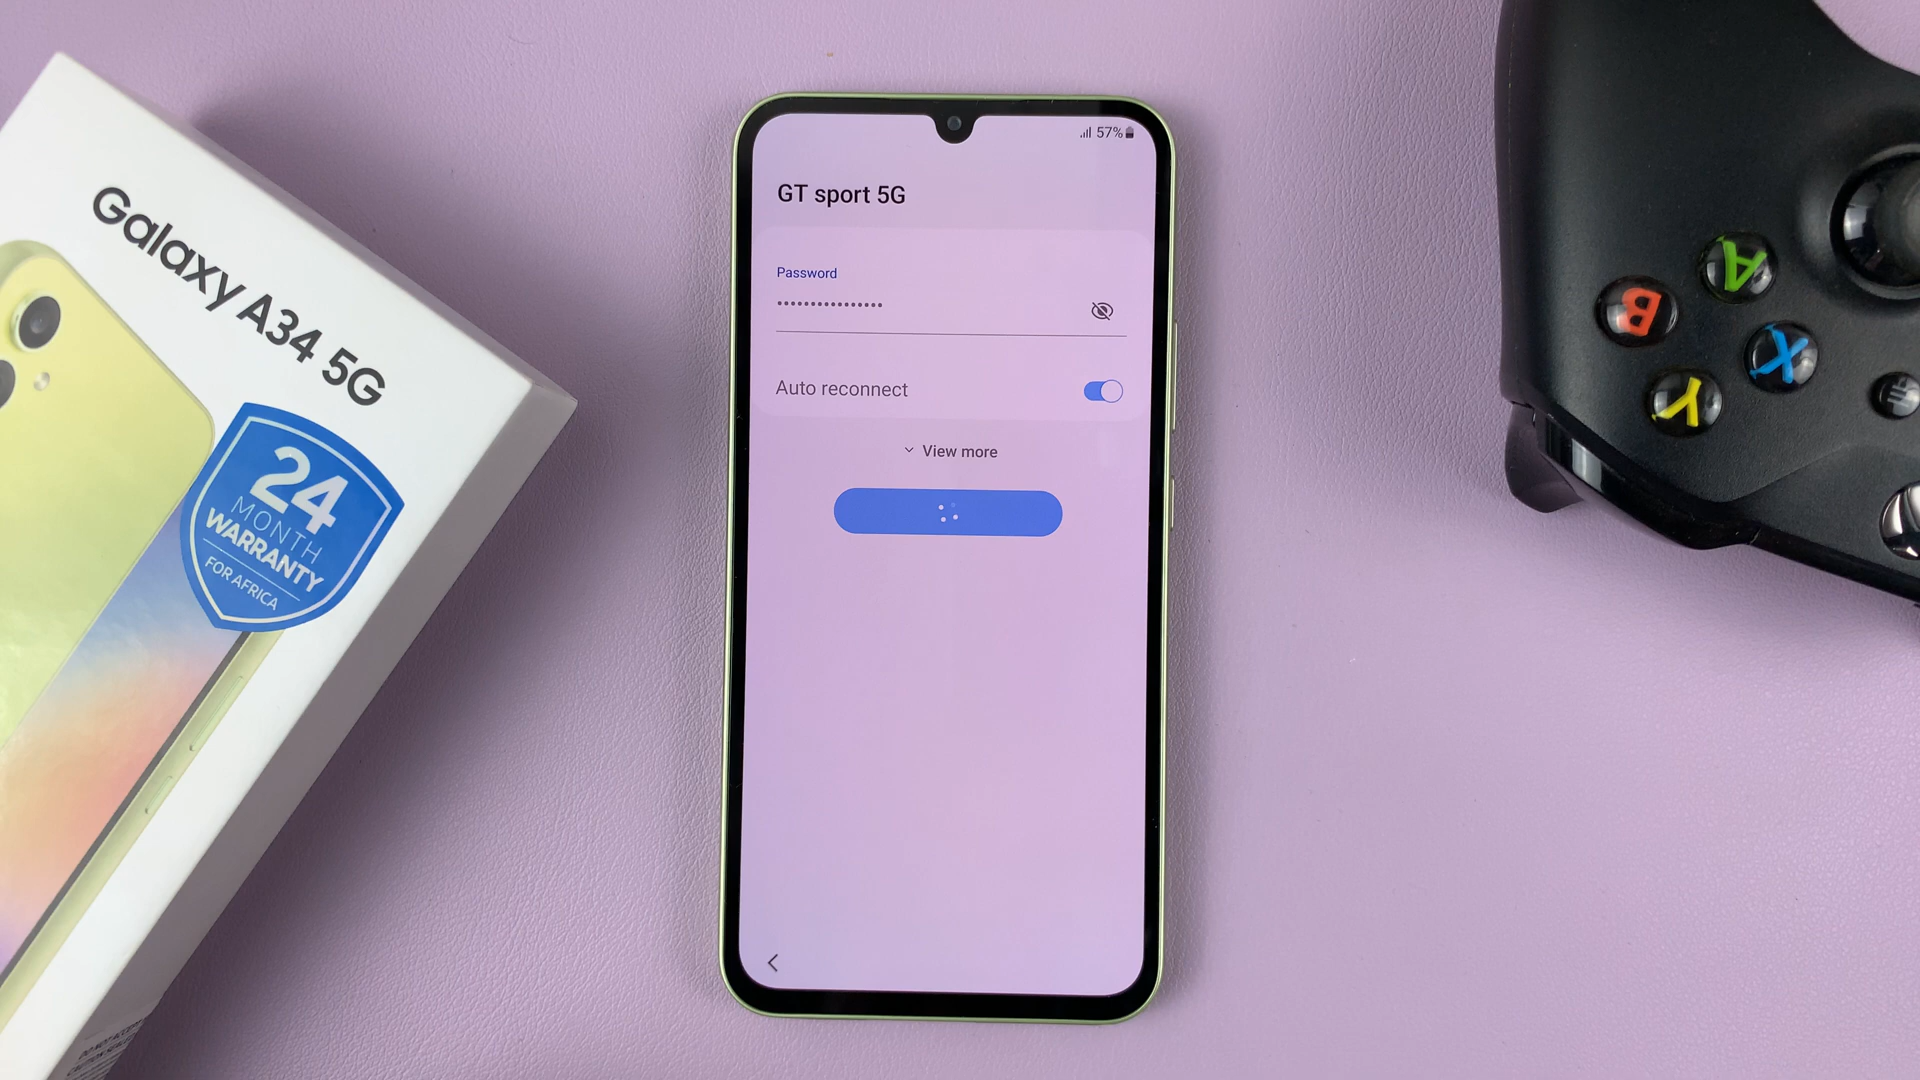 Galaxy A34 5G
24
MONTH
WARRANTY
FOR AFRICA
57%
GT sport 5G
Password
••••••••••••••••
Auto reconnect
View more
A
B
X
Y